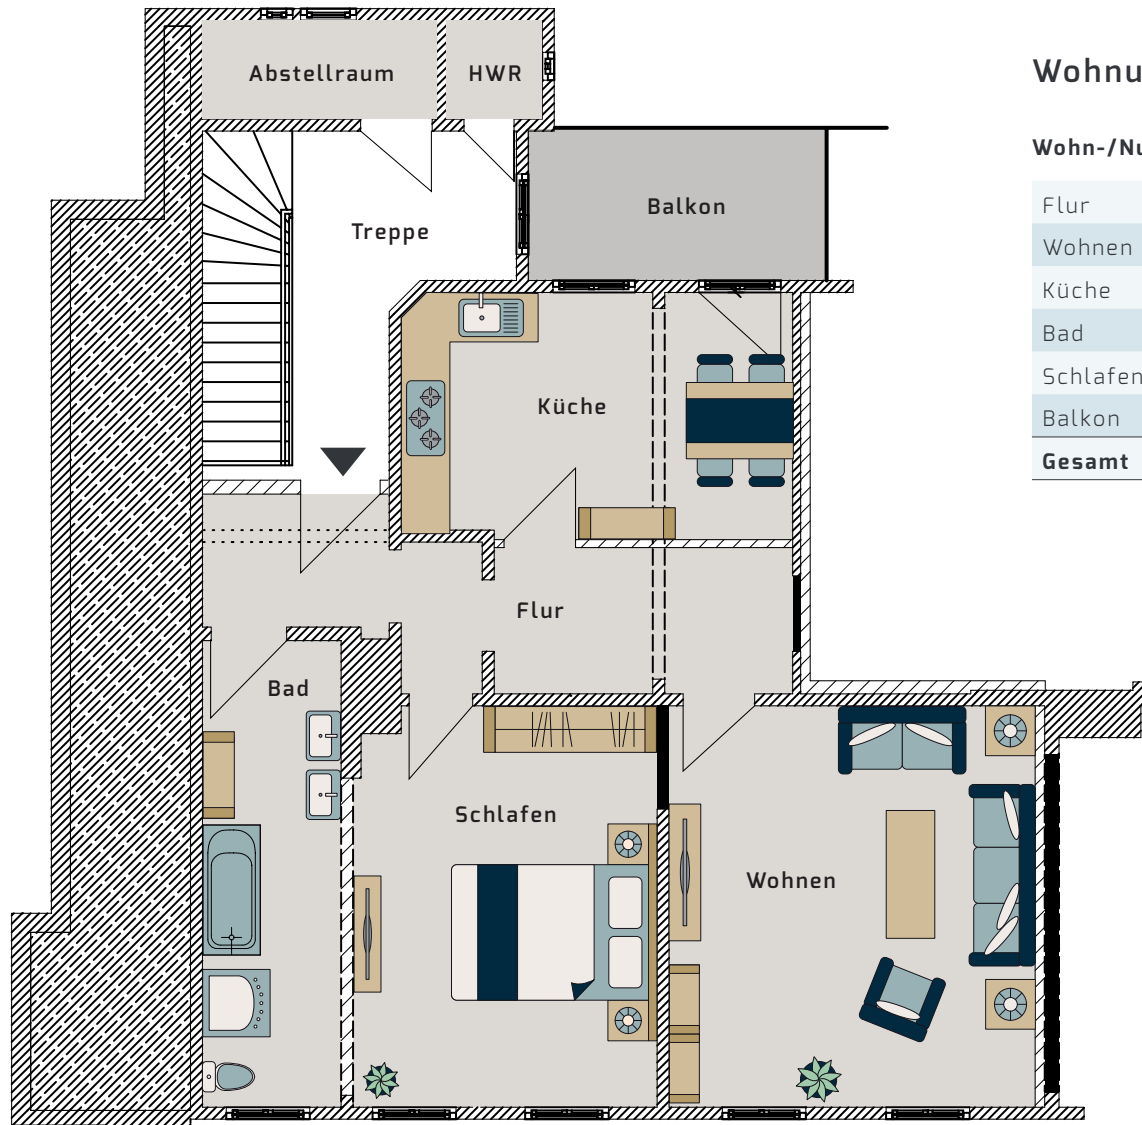 Abstellraum
HWR
Treppe
Balkon
Küche
Flur
Bad
Schlafen
Wohnen
Wohnu
Wohn-/Nu
Flur
Wohnen
Küche
Bad
Schlafen
Balkon
Gesamt